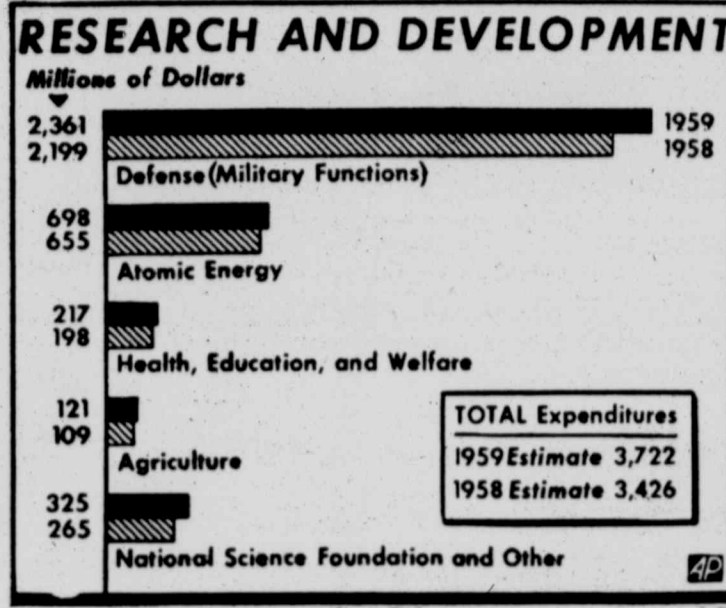 RESEARCH AND DEVELOPMENT
Millions of Dollars
2,361 1959
2,199 1958
Defense (Military Functions)
698
655
Atomic Energy
217
198
Health, Education, and Welfare
121
109
Agriculture
TOTAL Expenditures
1959 Estimate 3,722
1958 Estimate 3,426
325
265
National Science Foundation and Other
AP